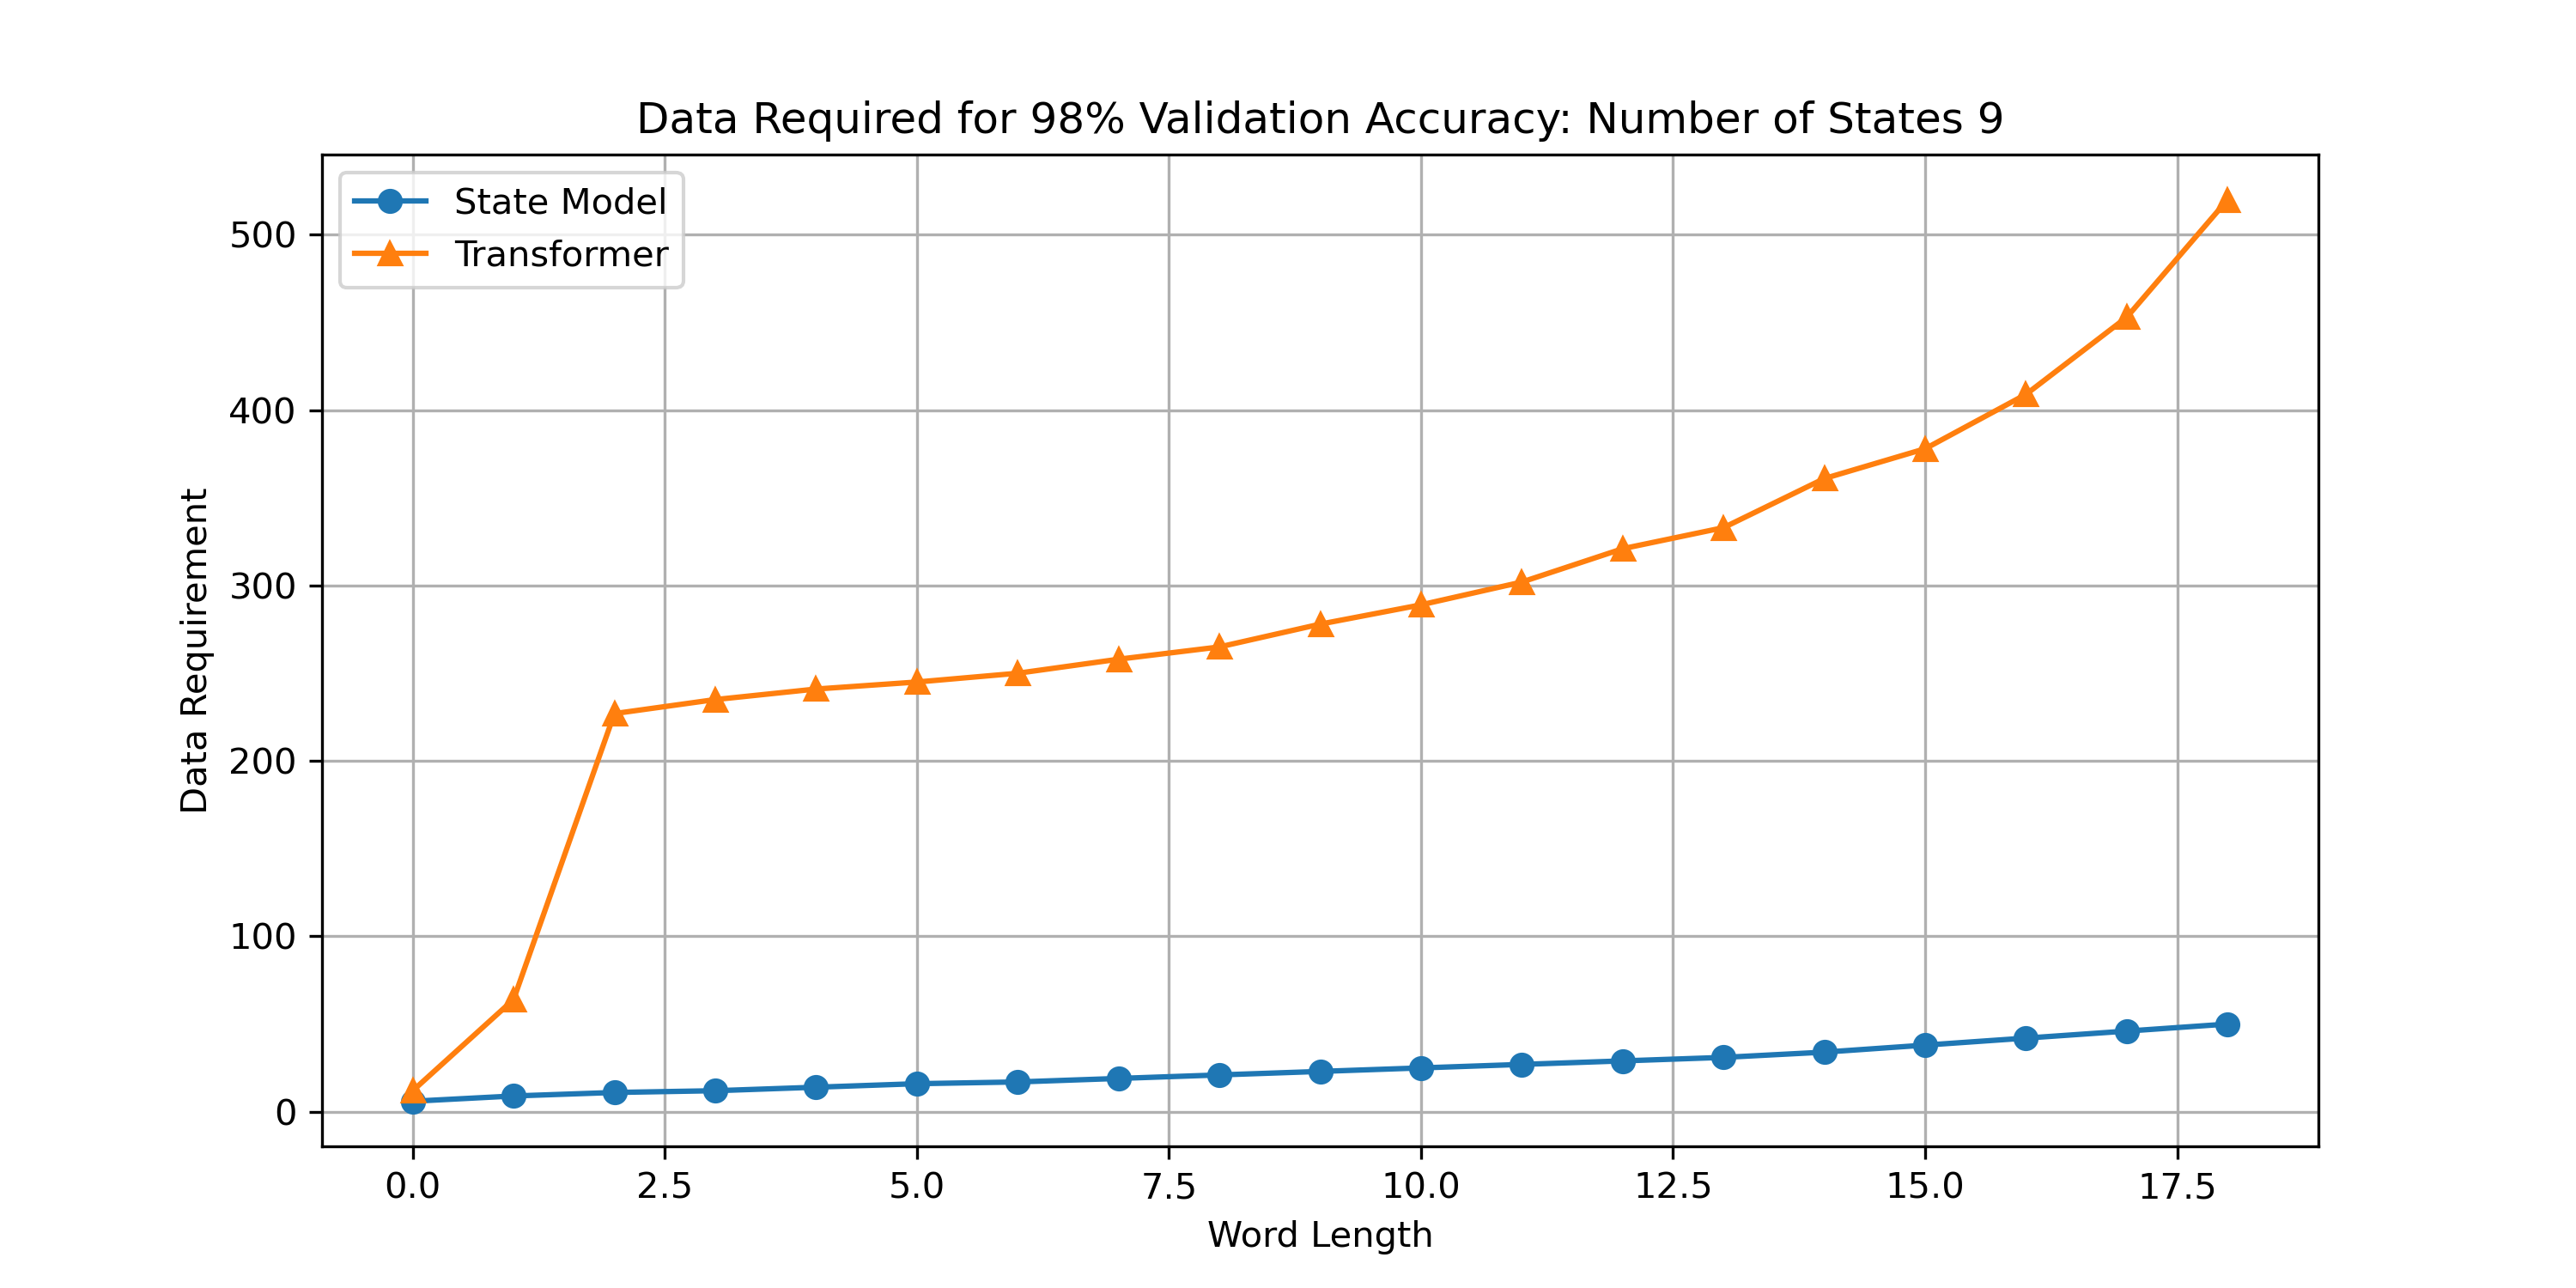 Data Required for 98% Validation Accuracy: Number of States 9
State Model
Transformer
500
400
300
200
100
0
Data Requirement
0.0 2.5 5.0 7.5 10.0 12.5 15.0 17.5
Word Length